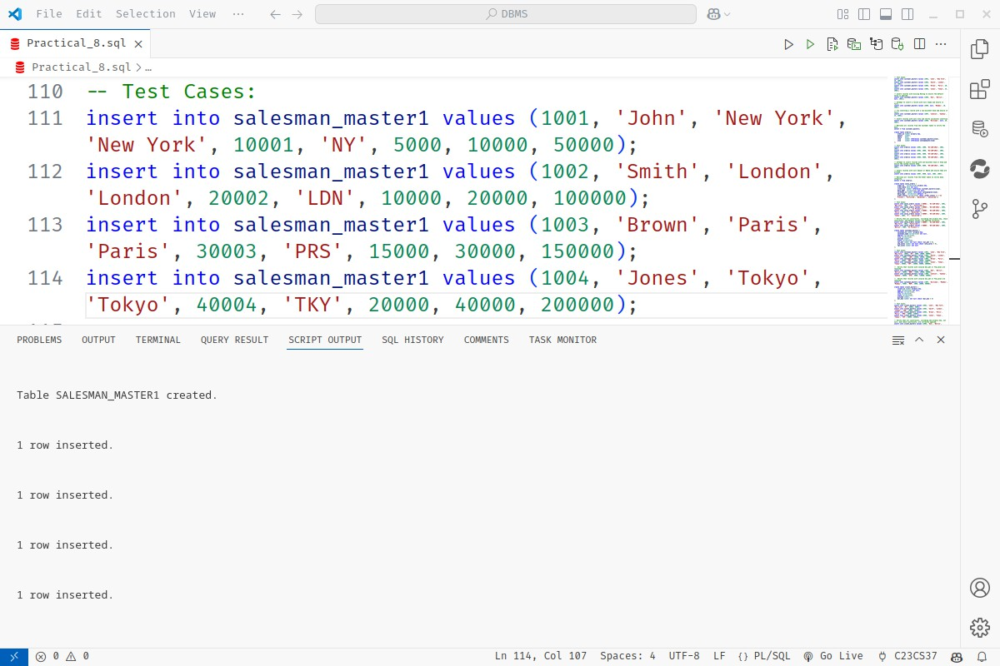 File Edit Selection View ··· DBMS
Practical_8.sql
Practical_8.sql > …
110 -- Test Cases:
111 insert into salesman_master1 values (1001, 'John', 'New York',
'New York', 10001, 'NY', 5000, 10000, 50000);
112 insert into salesman_master1 values (1002, 'Smith', 'London',
'London', 20002, 'LDN', 10000, 20000, 100000);
113 insert into salesman_master1 values (1003, 'Brown', 'Paris',
'Paris', 30003, 'PRS', 15000, 30000, 150000);
114 insert into salesman_master1 values (1004, 'Jones', 'Tokyo',
'Tokyo', 40004, 'TKY', 20000, 40000, 200000);
PROBLEMS OUTPUT TERMINAL QUERY RESULT SCRIPT OUTPUT SQL HISTORY COMMENTS TASK MONITOR
Table SALESMAN_MASTER1 created.
1 row inserted.
1 row inserted.
1 row inserted.
1 row inserted.
0 0 Ln 114, Col 107 Spaces: 4 UTF-8 LF {} PL/SQL Go Live C23CS37